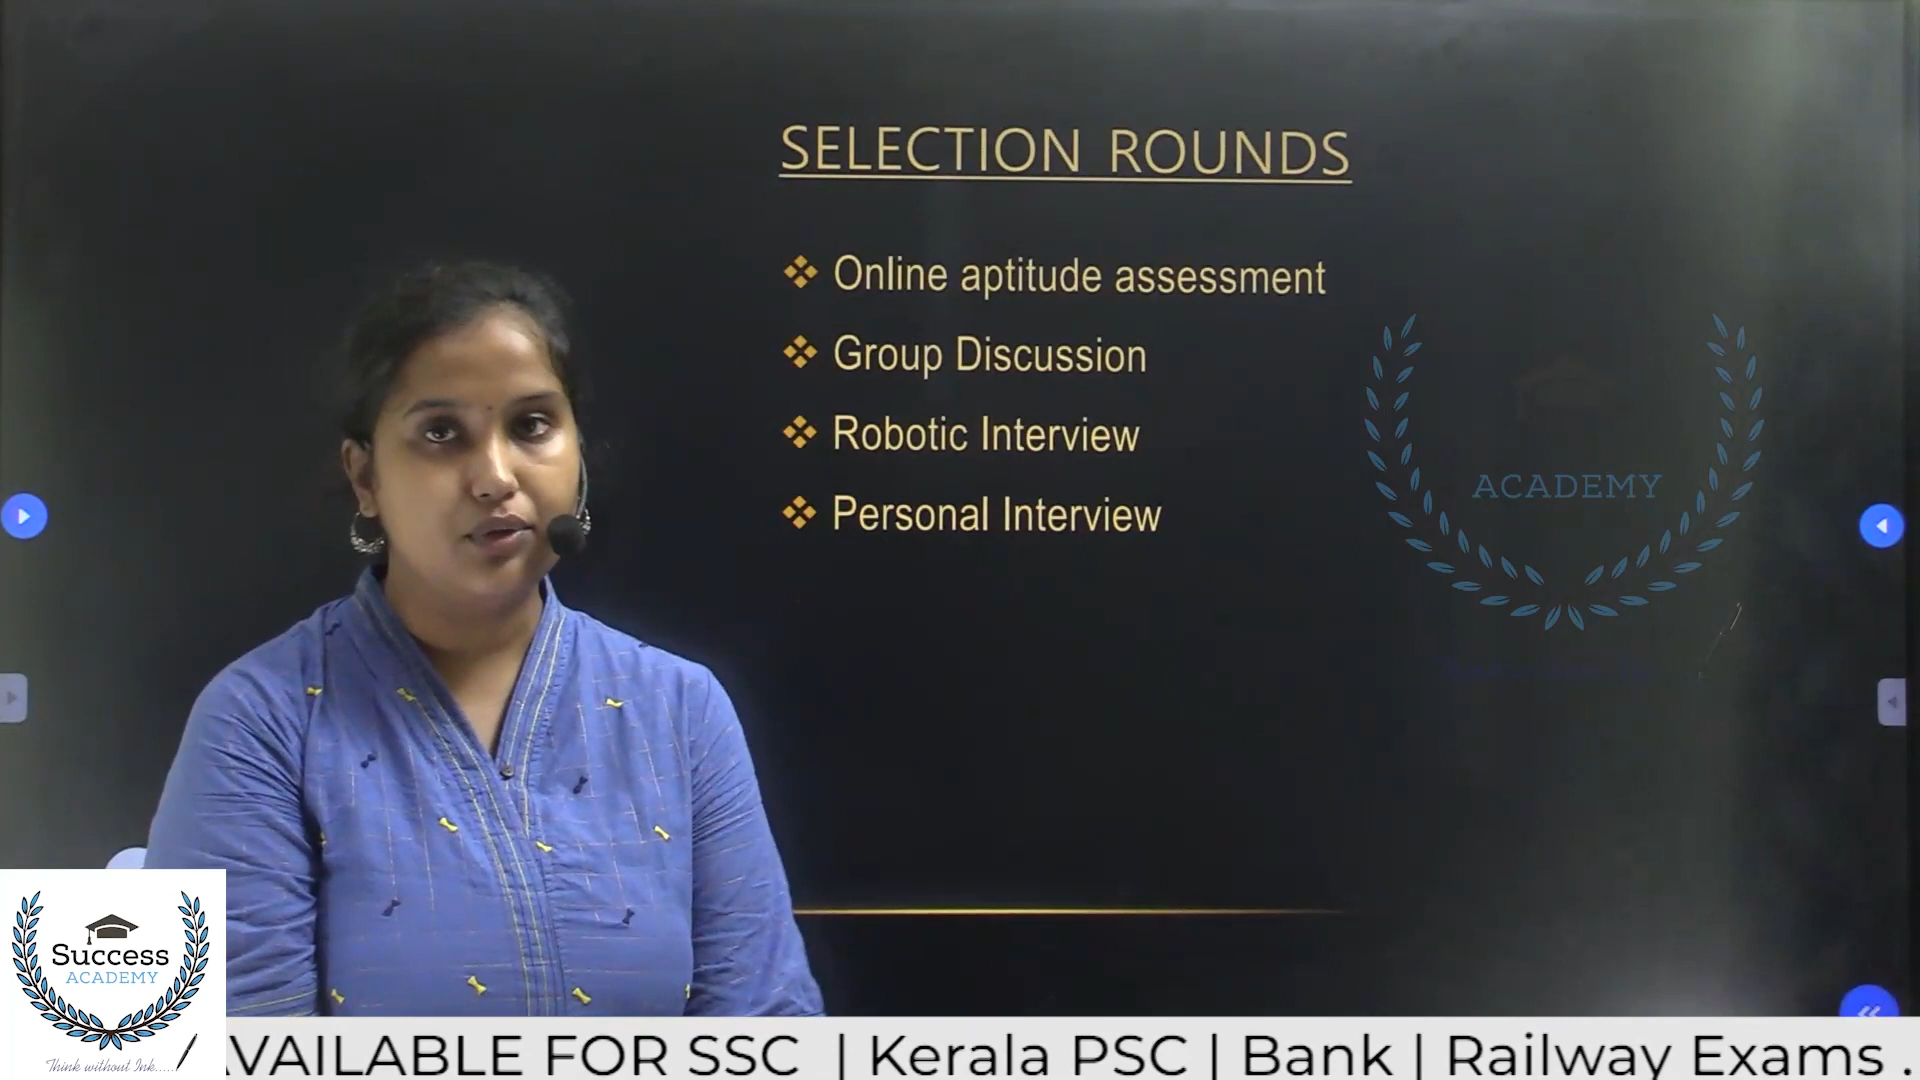 SELECTION ROUNDS
❖ Online aptitude assessment
❖ Group Discussion
❖ Robotic Interview
❖ Personal Interview
ACADEMY
Success
ACADEMY
Think without Ink.....
VAILABLE FOR SSC | Kerala PSC | Bank | Railway Exams .